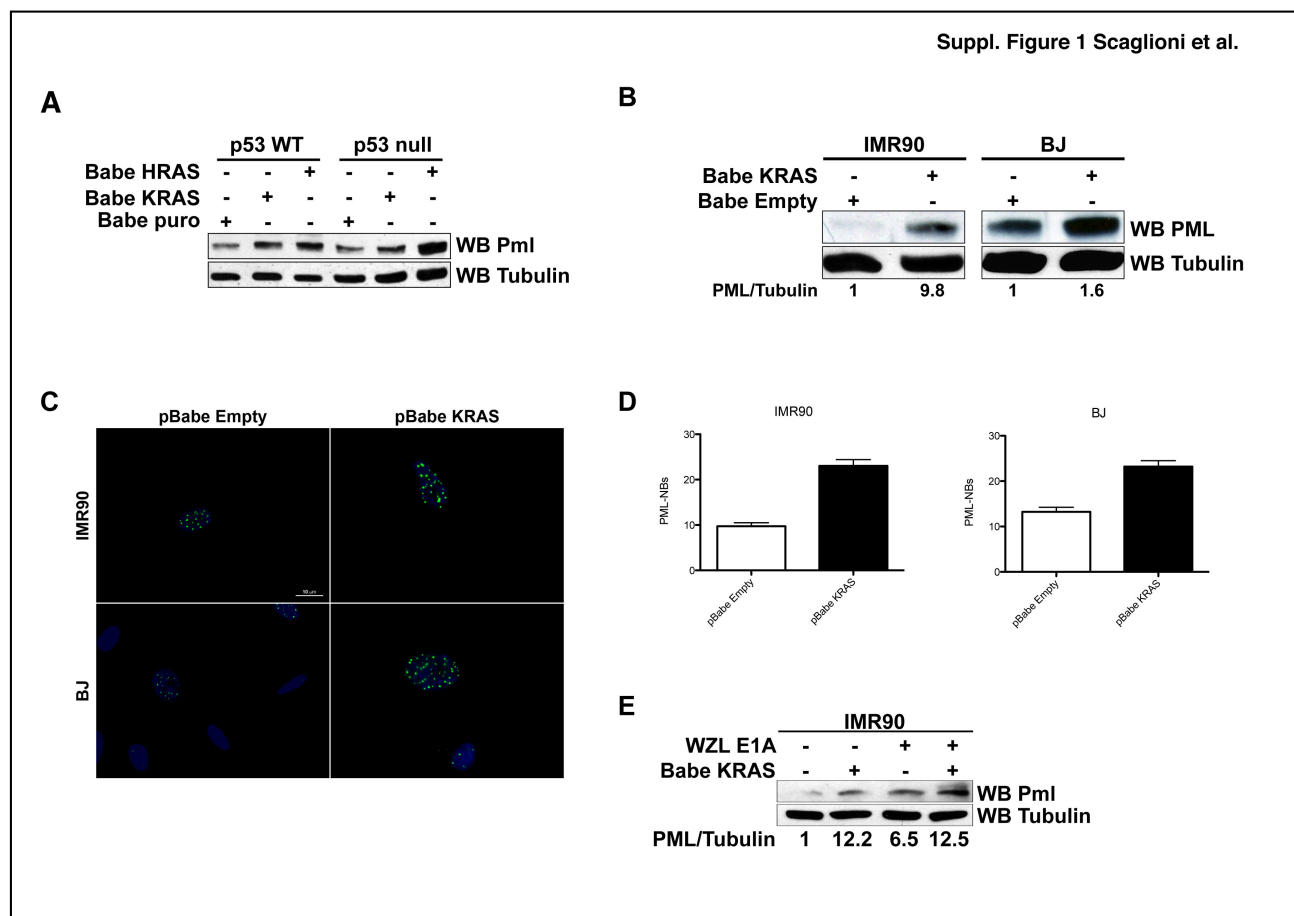 Suppl. Figure 1 Scaglioni et al.
A
p53 WT p53 null
Babe HRAS - - + - - +
Babe KRAS - + - - + -
Babe puro + - - + - -
WB Pml
WB Tubulin
B
IMR90 BJ
Babe KRAS - + - +
Babe Empty + - + -
WB PML
WB Tubulin
PML/Tubulin 1 9.8 1 1.6
C
pBabe Empty pBabe KRAS
IMR90
10 µm
BJ
D
IMR90
PML-NBs
30
20
10
0
pBabe Empty
pBabe KRAS
BJ
PML-NBs
30
20
10
0
pBabe Empty
pBabe KRAS
E
IMR90
WZL E1A - - + +
Babe KRAS - + - +
WB Pml
WB Tubulin
PML/Tubulin 1 12.2 6.5 12.5